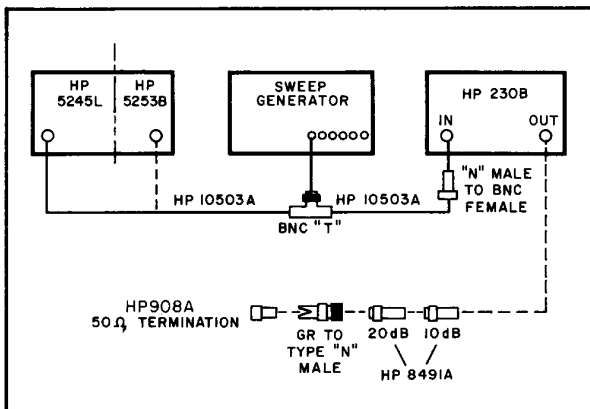 HP
5245L
HP
5253B
SWEEP
GENERATOR
HP 230B
IN
OUT
HP 10503A
HP 10503A
BNC "T"
"N" MALE
TO BNC
FEMALE
HP908A
50Ω, TERMINATION
GR TO
TYPE "N"
MALE
20dB
10dB
HP 8491A